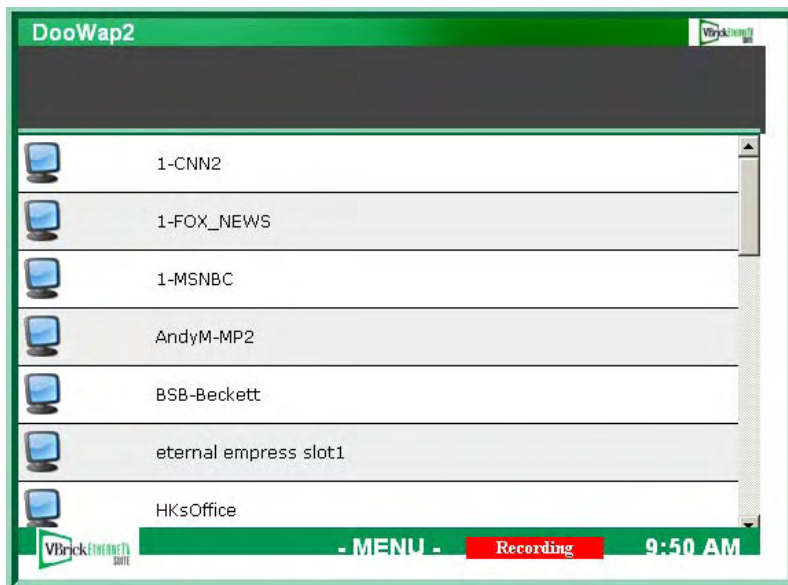 DooWap2
VBrick EtherneTV
SUITE
1-CNN2
1-FOX_NEWS
1-MSNBC
AndyM-MP2
BSB-Beckett
eternal empress slot1
HKsOffice
VBrick EtherneTV
SUITE
- MENU -
Recording
9:50 AM